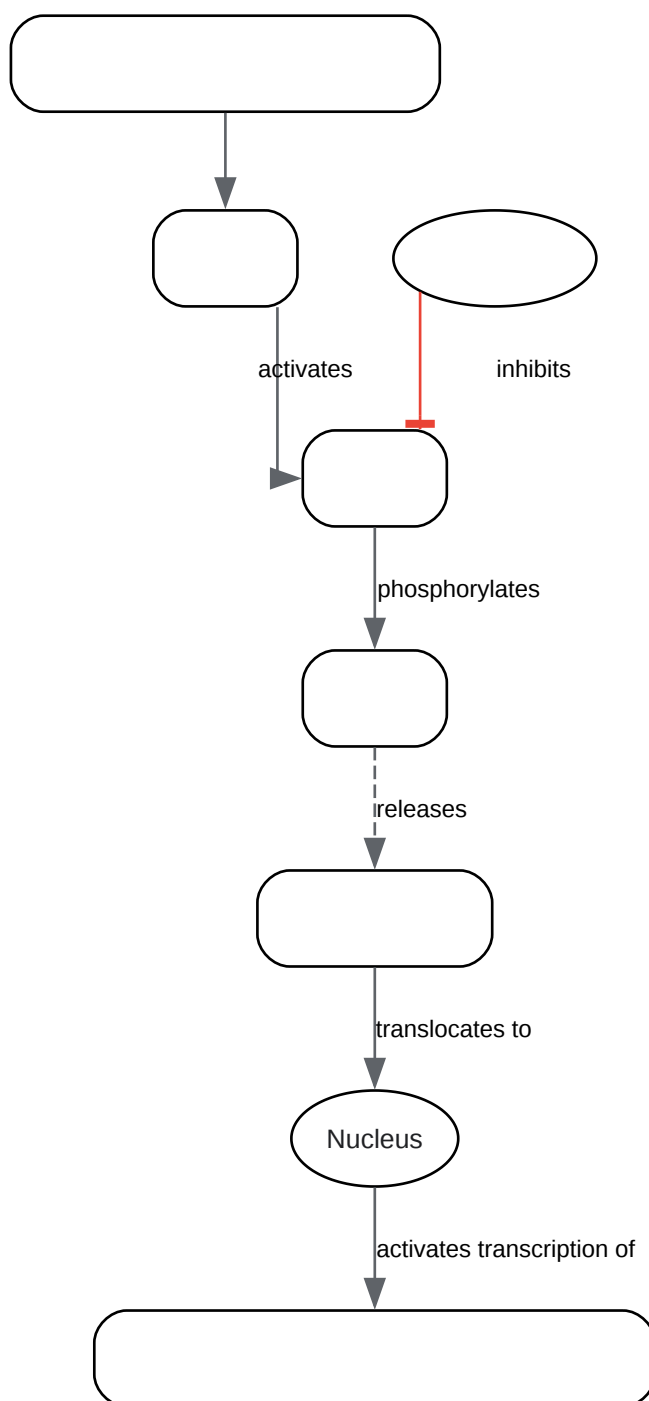 activates
inhibits
phosphorylates
releases
translocates to
Nucleus
activates transcription of